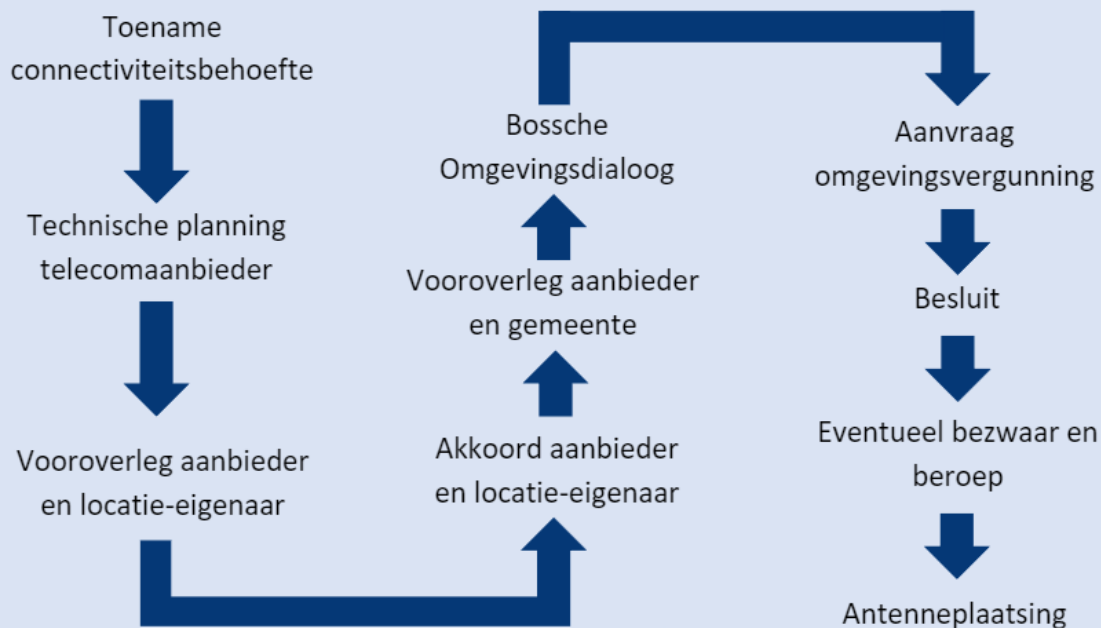 Toename
connectiviteitsbehoefte
Technische planning
telecomaanbieder
Vooroverleg aanbieder
en locatie-eigenaar
Akkoord aanbieder
en locatie-eigenaar
Vooroverleg aanbieder
en gemeente
Bossche
Omgevingsdialoog
Aanvraag
omgevingsvergunning
Besluit
Eventueel bezwaar en
beroep
Antenneplaatsing